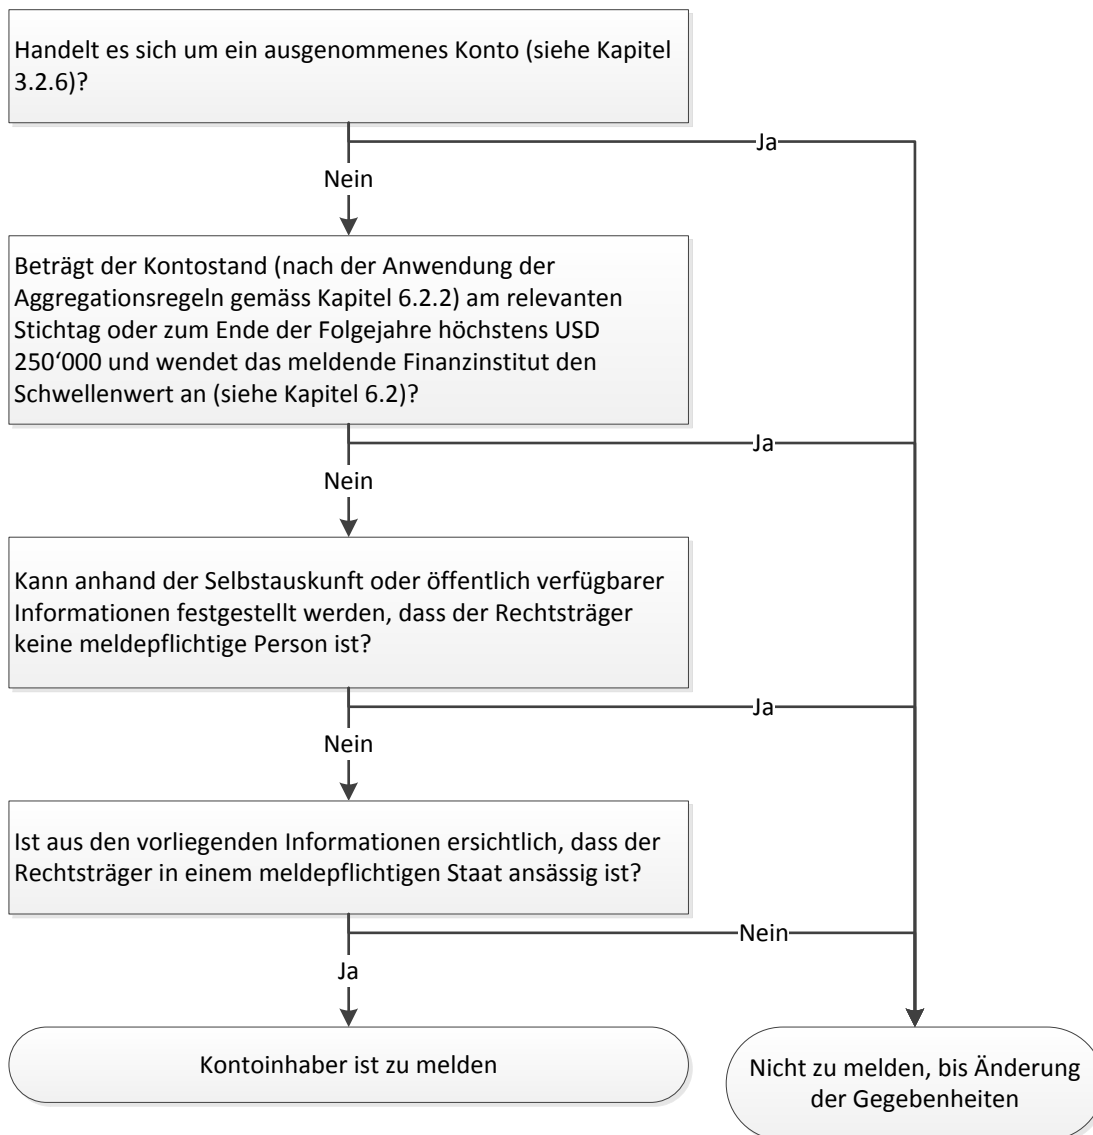 Handelt es sich um ein ausgenommenes Konto (siehe Kapitel
3.2.6)?
Ja
Nein
Beträgt der Kontostand (nach der Anwendung der
Aggregationsregeln gemäss Kapitel 6.2.2) am relevanten
Stichtag oder zum Ende der Folgejahre höchstens USD
250‘000 und wendet das meldende Finanzinstitut den
Schwellenwert an (siehe Kapitel 6.2)?
Ja
Nein
Kann anhand der Selbstauskunft oder öffentlich verfügbarer
Informationen festgestellt werden, dass der Rechtsträger
keine meldepflichtige Person ist?
Ja
Nein
Ist aus den vorliegenden Informationen ersichtlich, dass der
Rechtsträger in einem meldepflichtigen Staat ansässig ist?
Nein
Ja
Kontoinhaber ist zu melden
Nicht zu melden, bis Änderung
der Gegebenheiten